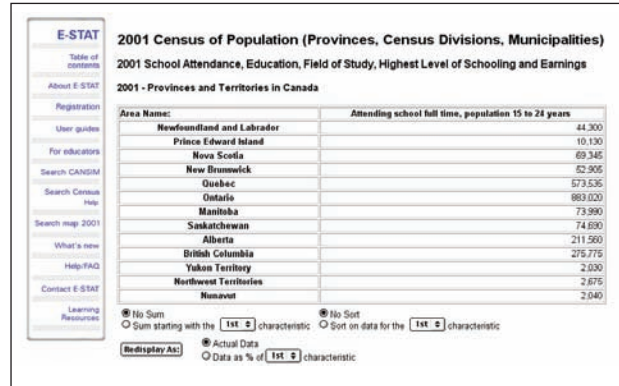 E-STAT
Table of contents
About E-STAT
Registration
User guides
For educators
Search CANSIM
Search Census
Help
Search map 2001
What's new
Help/FAQ
Contact E-STAT
Learning Resources
2001 Census of Population (Provinces, Census Divisions, Municipalities)
2001 School Attendance, Education, Field of Study, Highest Level of Schooling and Earnings
2001 - Provinces and Territories in Canada
Area Name: Attending school full time, population 15 to 24 years
Newfoundland and Labrador 44,300
Prince Edward Island 10,130
Nova Scotia 69,345
New Brunswick 52,905
Quebec 573,535
Ontario 883,020
Manitoba 73,990
Saskatchewan 74,690
Alberta 211,560
British Columbia 275,775
Yukon Territory 2,030
Northwest Territories 2,675
Nunavut 2,040
No Sum No Sort
Sum starting with the 1st characteristic Sort on data for the 1st characteristic
Redisplay As: Actual Data
Data as % of 1st characteristic